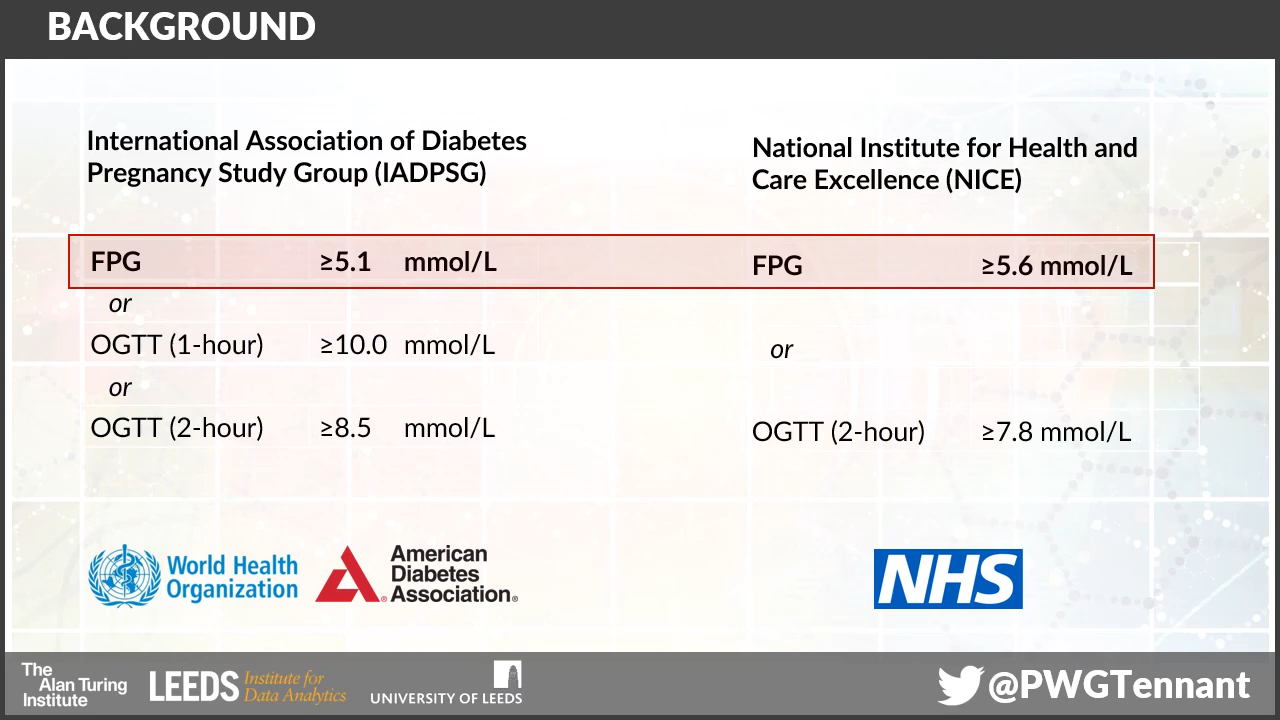 BACKGROUND
International Association of Diabetes
Pregnancy Study Group (IADPSG)
FPG ≥5.1 mmol/L
or
OGTT (1-hour) ≥10.0 mmol/L
or
OGTT (2-hour) ≥8.5 mmol/L
National Institute for Health and
Care Excellence (NICE)
FPG ≥5.6 mmol/L
or
OGTT (2-hour) ≥7.8 mmol/L
World Health
Organization
American
Diabetes
Association®
NHS
The
Alan Turing
Institute
LEEDS Institute for
Data Analytics
UNIVERSITY OF LEEDS
@PWGTennant